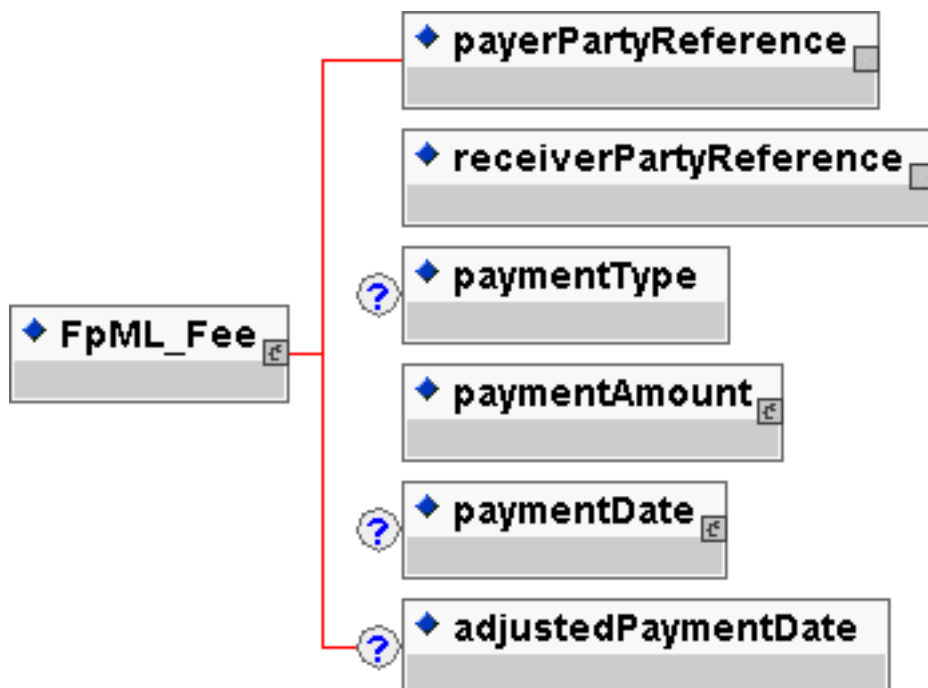 payerPartyReference
receiverPartyReference
? paymentType
FpML_Fee
paymentAmount
? paymentDate
? adjustedPaymentDate